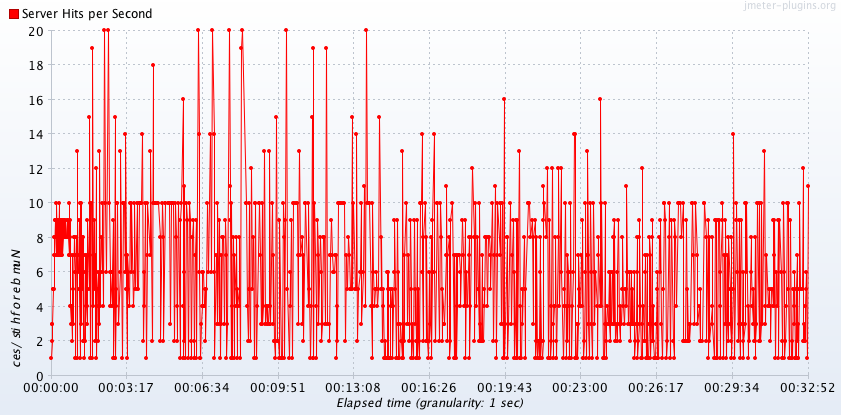 jmeter-plugins.org
Server Hits per Second
20
18
16
14
12
10
8
6
4
2
0
Number of hits /sec
00:00:00 00:03:17 00:06:34 00:09:51 00:13:08 00:16:26 00:19:43 00:23:00 00:26:17 00:29:34 00:32:52
Elapsed time (granularity: 1 sec)